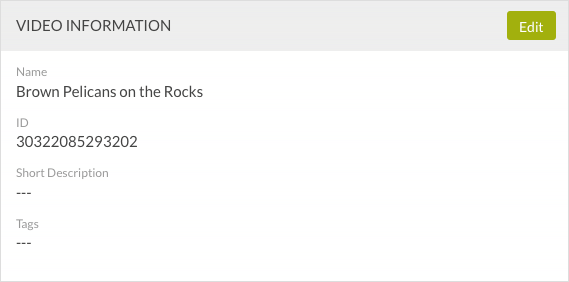 VIDEO INFORMATION
Edit
Name
Brown Pelicans on the Rocks
ID
30322085293202
Short Description
---
Tags
---